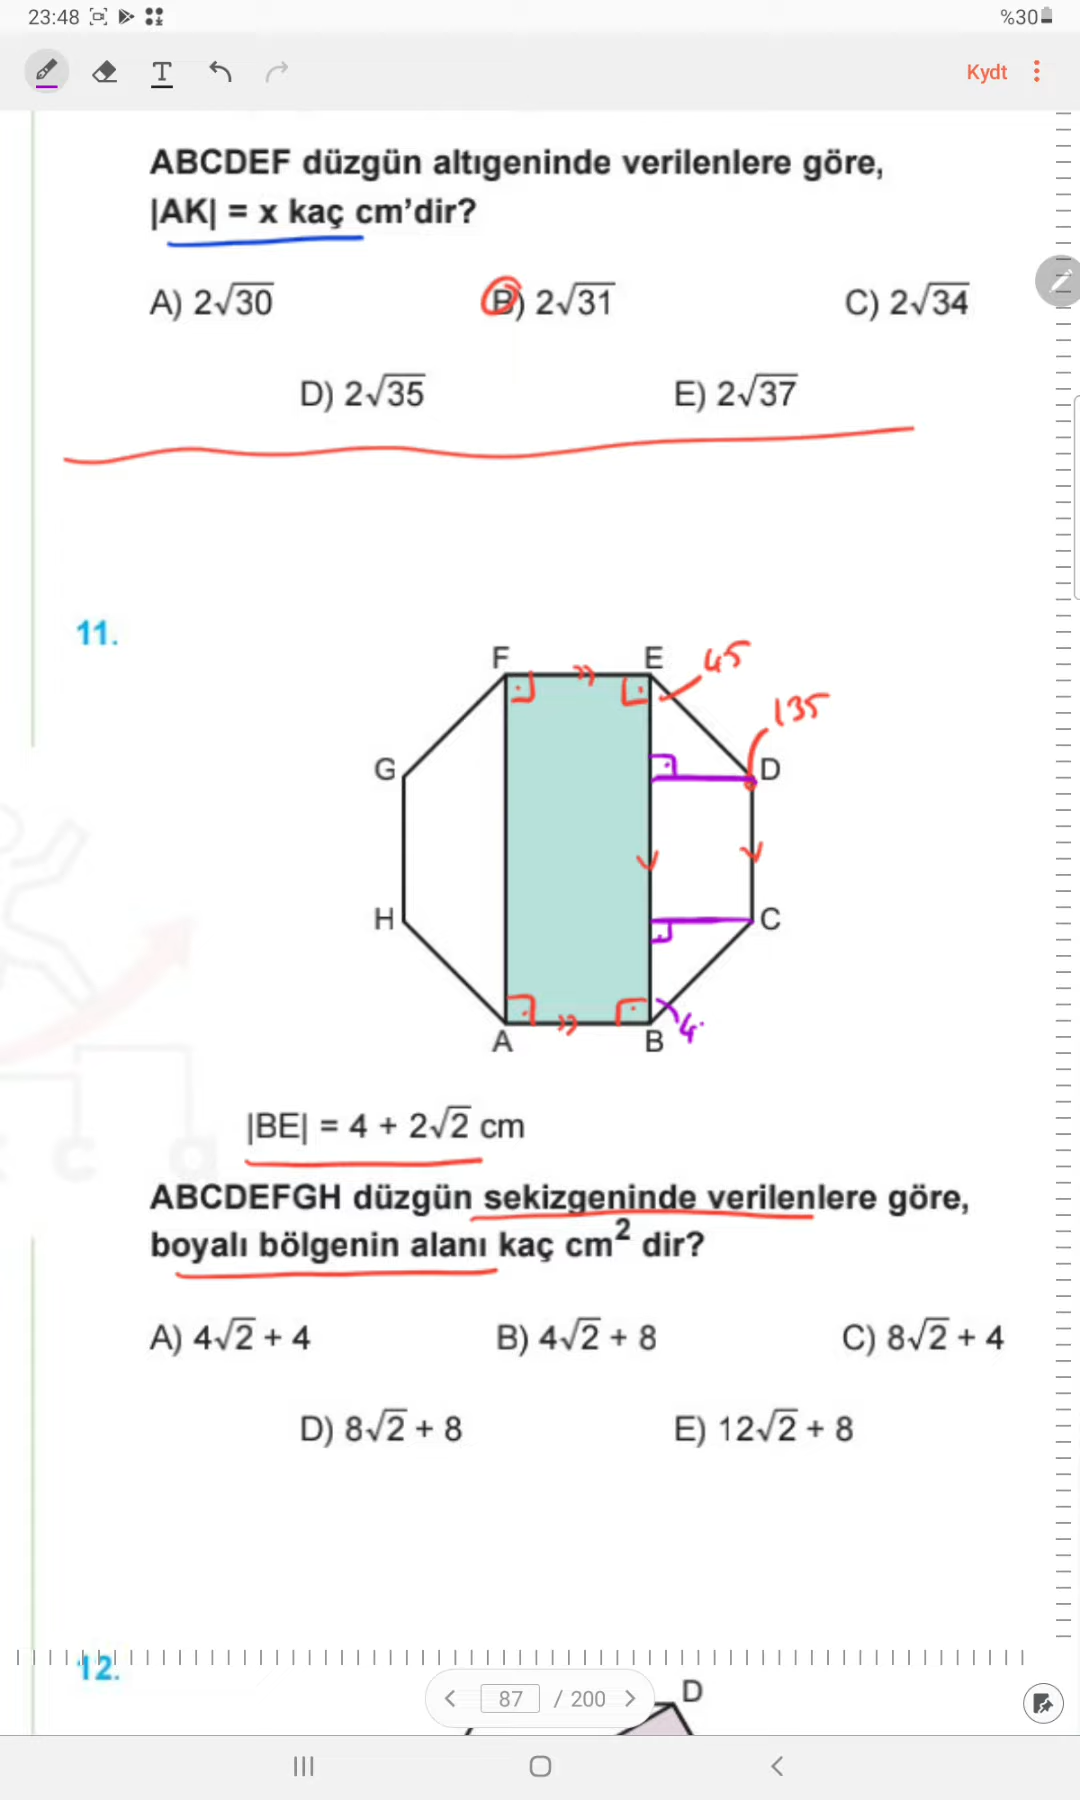 23:48
%30
T
Kydt
ABCDEF düzgün altıgeninde verilenlere göre,
|AK| = x kaç cm'dir?
A) 2√30 B) 2√31 C) 2√34
D) 2√35 E) 2√37
11.
F E 45
135
G D
H C
A B
|BE| = 4 + 2√2 cm
ABCDEFGH düzgün sekizgeninde verilenlere göre,
boyalı bölgenin alanı kaç cm² dir?
A) 4√2 + 4 B) 4√2 + 8 C) 8√2 + 4
D) 8√2 + 8 E) 12√2 + 8
12.
87 / 200
D